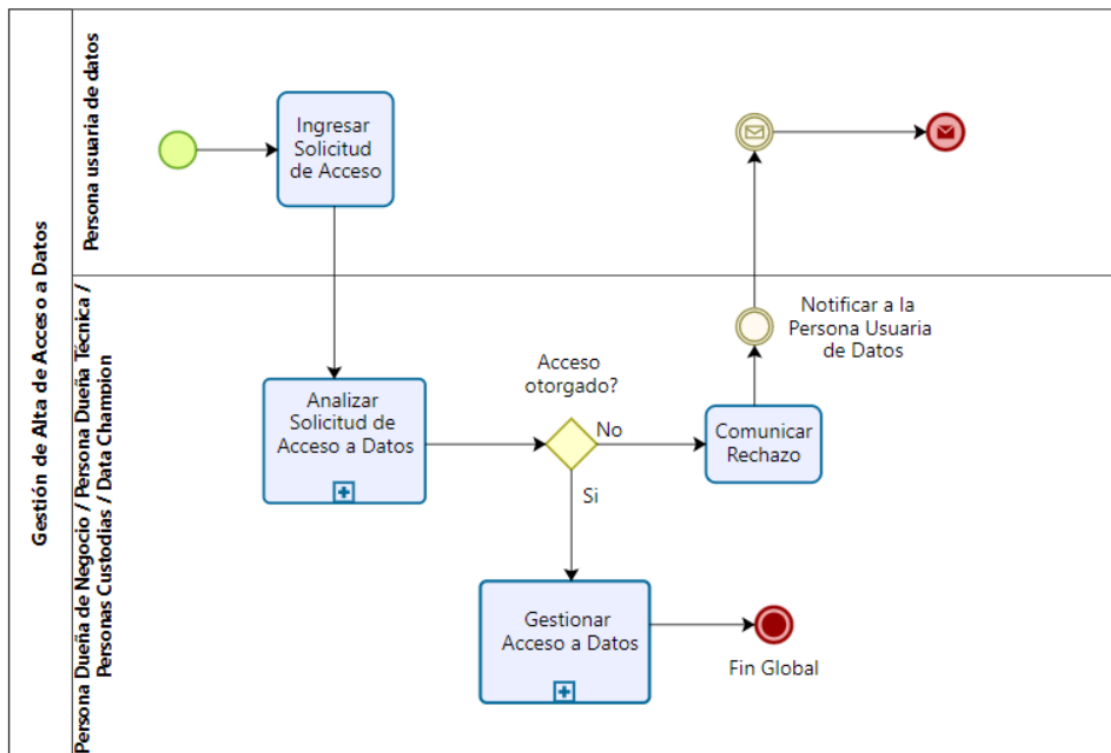 Gestión de Alta de Acceso a Datos
Persona usuaria de datos
Ingresar
Solicitud
de Acceso
Persona Dueña de Negocio / Persona Dueña Técnica /
Personas Custodias / Data Champion
Analizar
Solicitud de
Acceso a Datos
Acceso
otorgado?
No
Si
Comunicar
Rechazo
Notificar a la
Persona Usuaria
de Datos
Gestionar
Acceso a Datos
Fin Global